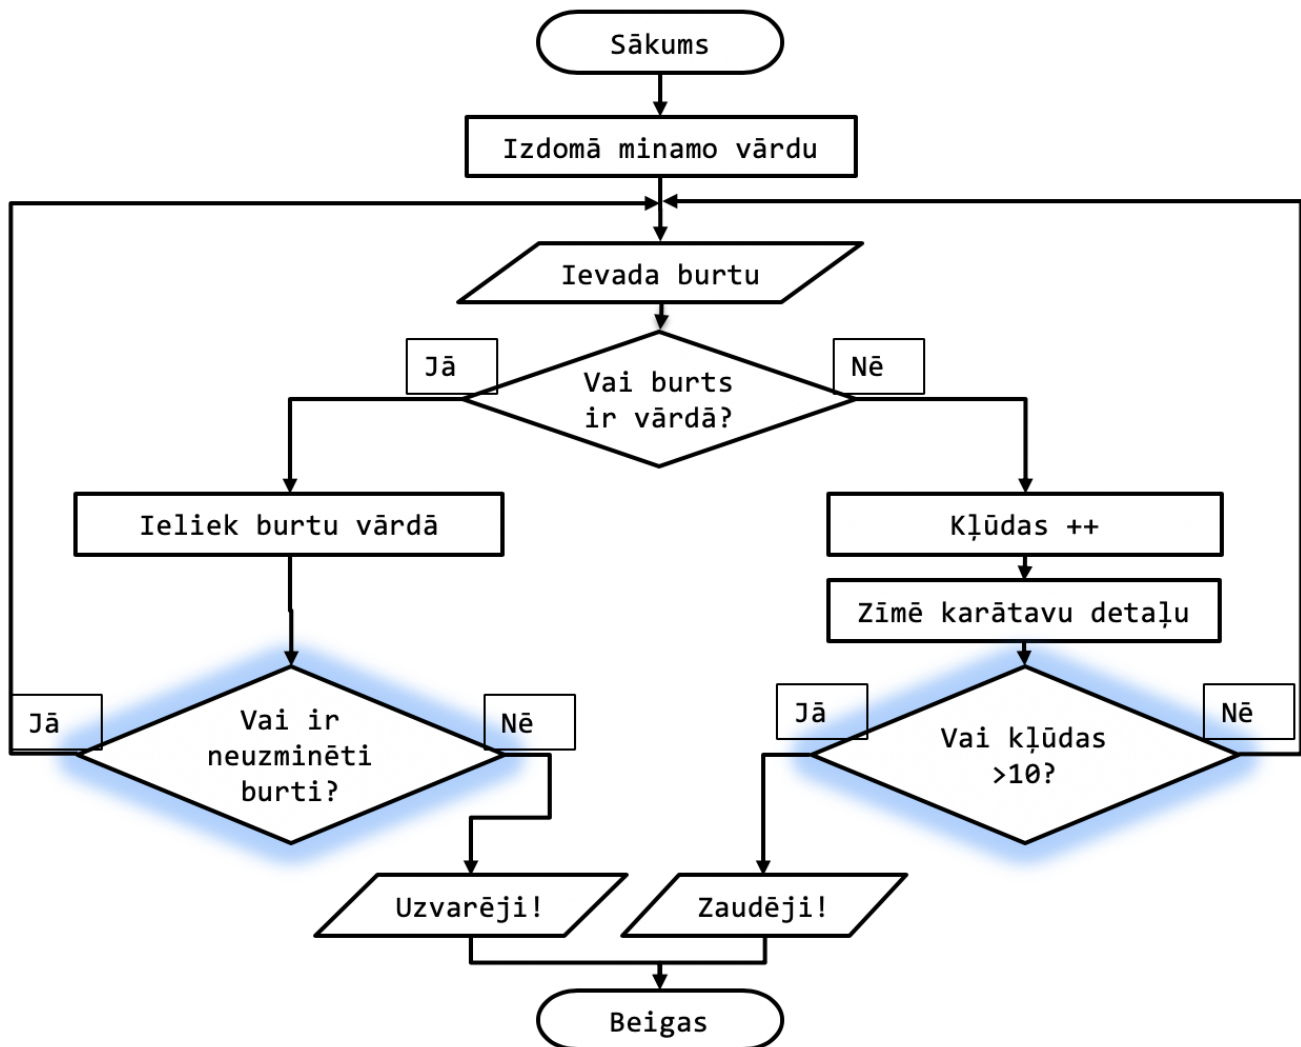 Sākums
Izdomā minamo vārdu
Ievada burtu
Jā
Nē
Vai burts
ir vārdā?
Ieliek burtu vārdā
Kļūdas ++
Zīmē karātavu detaļu
Jā
Vai ir
neuzminēti
burti?
Nē
Jā
Vai kļūdas
>10?
Nē
Uzvarēji!
Zaudēji!
Beigas